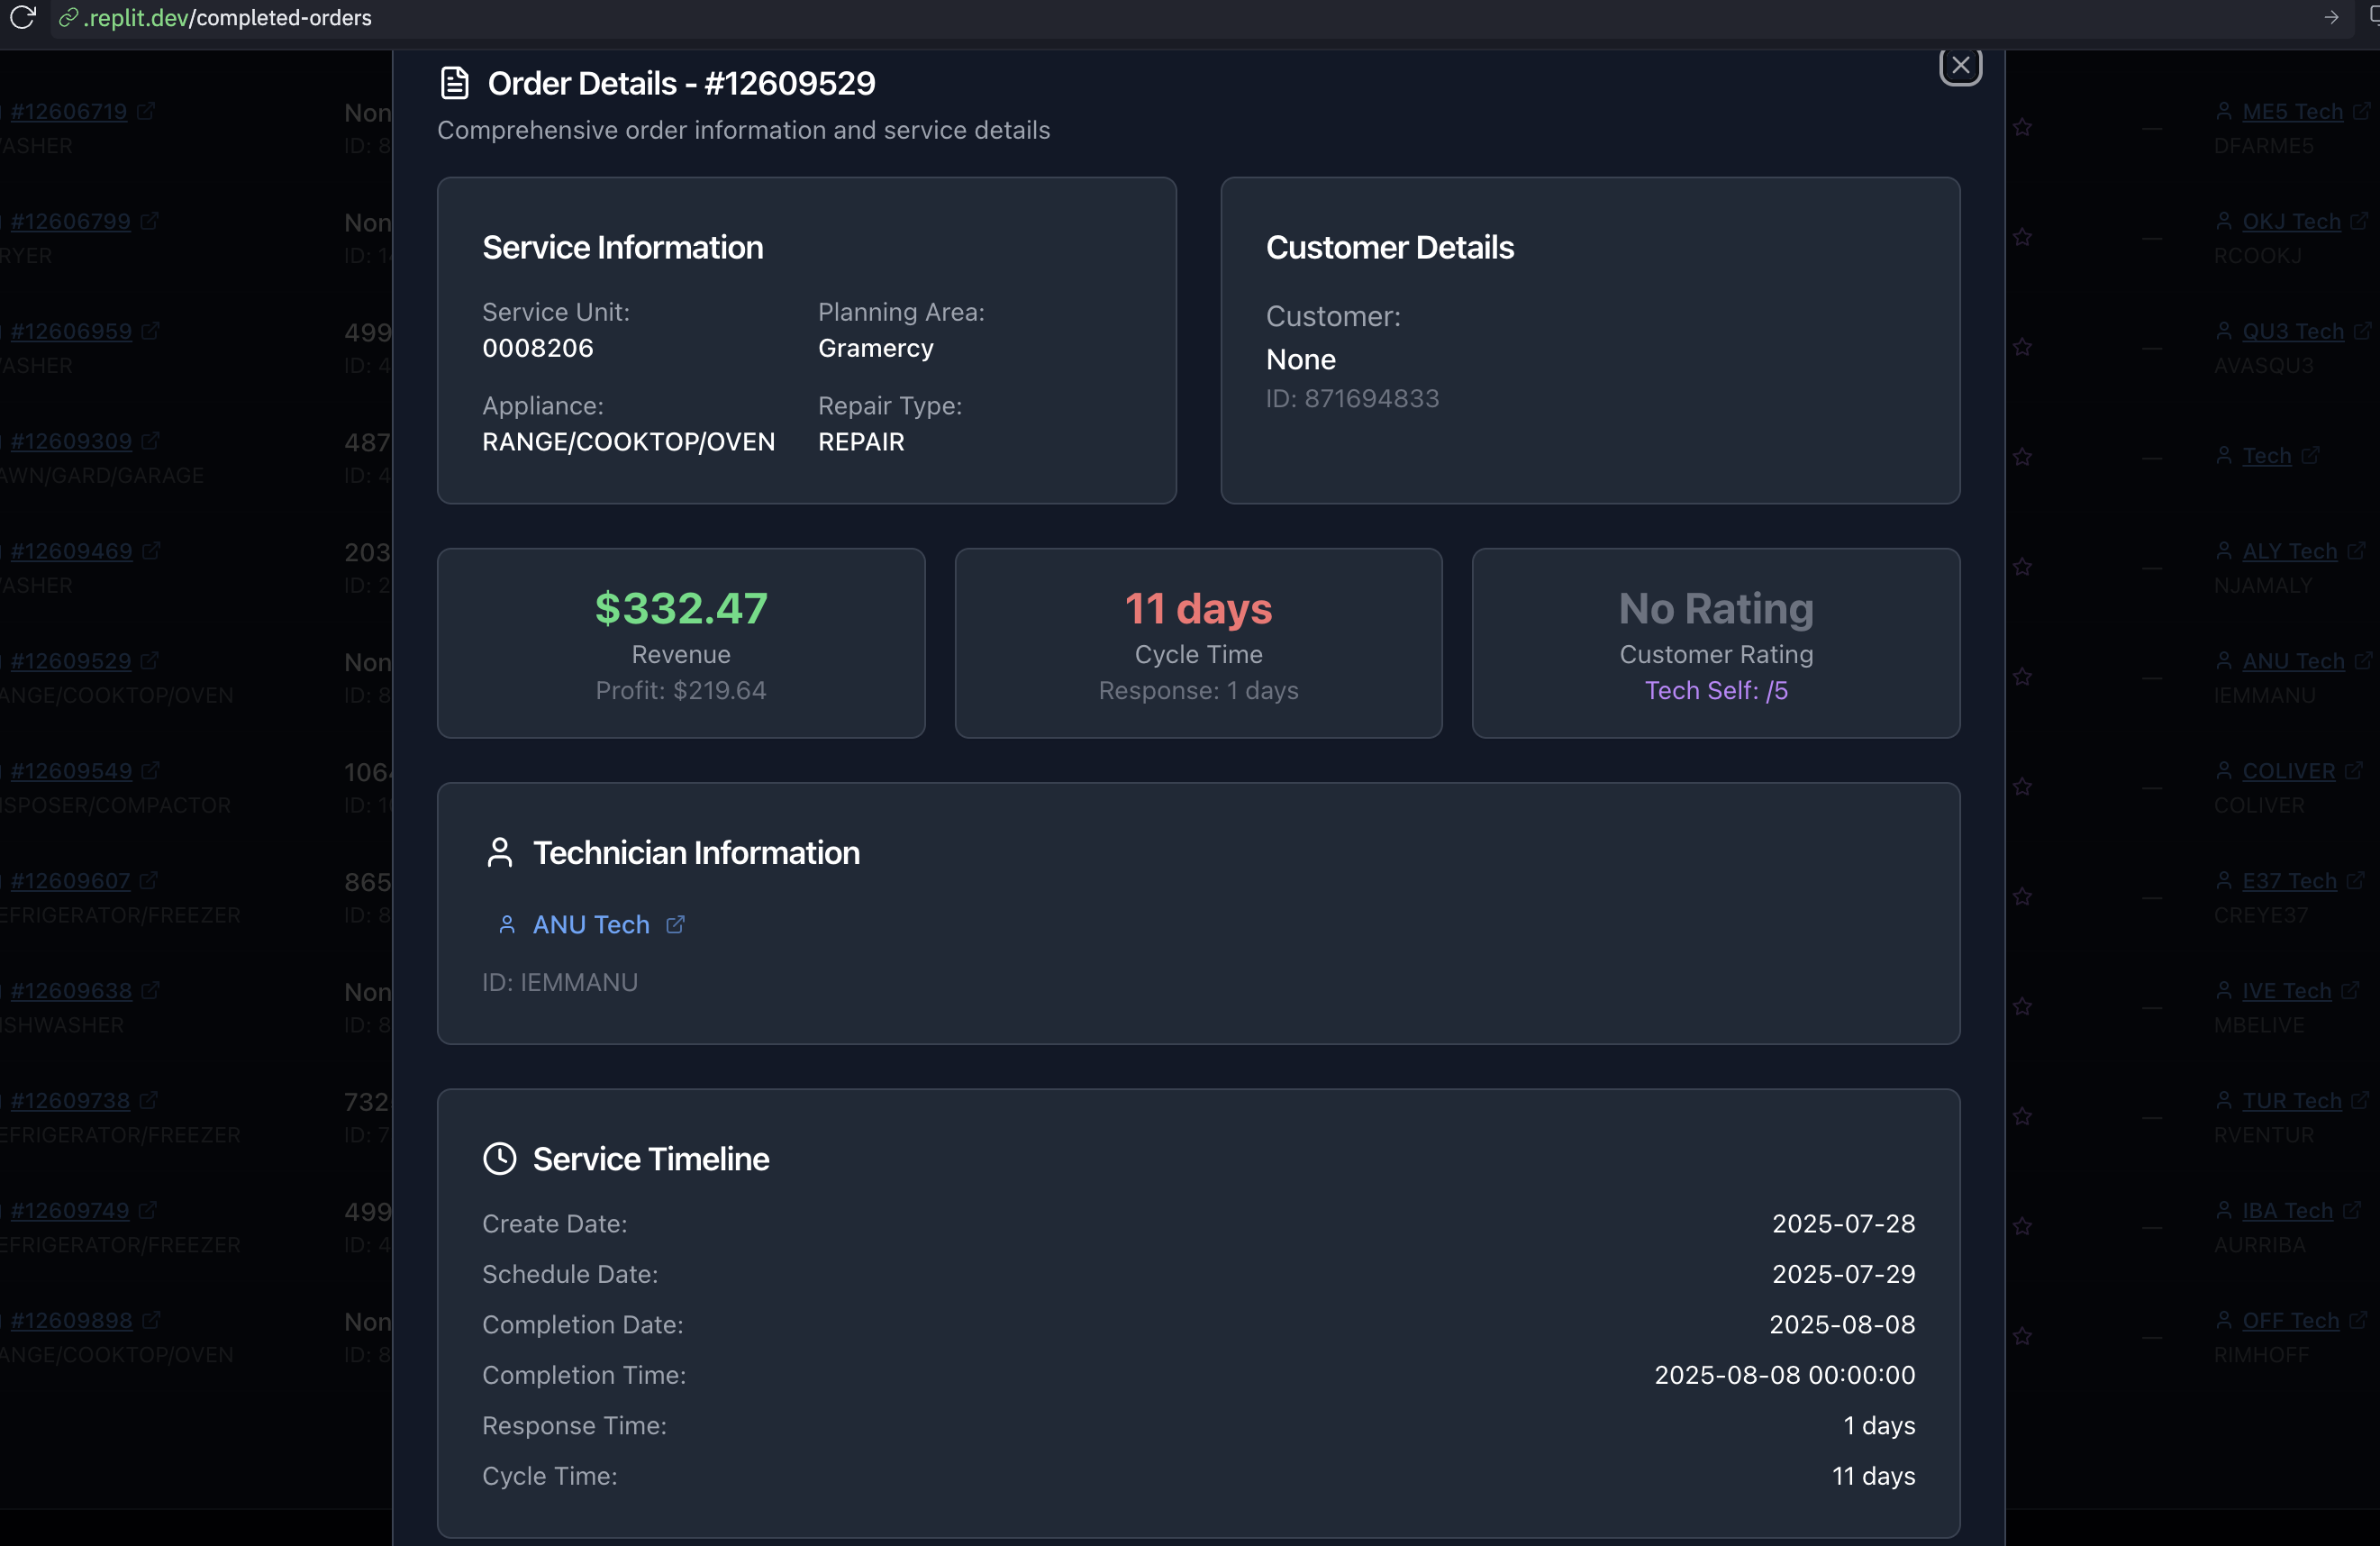 .replit.dev/completed-orders
Order Details - #12609529
Comprehensive order information and service details
Service Information
Service Unit:
0008206
Planning Area:
Gramercy
Appliance:
RANGE/COOKTOP/OVEN
Repair Type:
REPAIR
Customer Details
Customer:
None
ID: 871694833
$332.47
Revenue
Profit: $219.64
11 days
Cycle Time
Response: 1 days
No Rating
Customer Rating
Tech Self: /5
Technician Information
ANU Tech
ID: IEMMANU
Service Timeline
Create Date: 2025-07-28
Schedule Date: 2025-07-29
Completion Date: 2025-08-08
Completion Time: 2025-08-08 00:00:00
Response Time: 1 days
Cycle Time: 11 days
#12606719
ASHER
Non
ID: 8
#12606799
RYER
Non
ID: 1
#12606959
ASHER
499
ID: 4
#12609309
AWN/GARD/GARAGE
487
ID: 4
#12609469
ASHER
203
ID: 2
#12609529
ANGE/COOKTOP/OVEN
Non
ID: 8
#12609549
ISPOSER/COMPACTOR
106
ID: 1
#12609607
EFRIGERATOR/FREEZER
865
ID: 8
#12609638
ISHWASHER
Non
ID: 8
#12609738
EFRIGERATOR/FREEZER
732
ID: 7
#12609749
EFRIGERATOR/FREEZER
499
ID: 4
#12609898
ANGE/COOKTOP/OVEN
Non
ID: 8
— ME5 Tech
DFARME5
— OKJ Tech
RCOOKJ
— QU3 Tech
AVASQU3
— Tech
— ALY Tech
NJAMALY
— ANU Tech
IEMMANU
— COLIVER
COLIVER
— E37 Tech
CREYE37
— IVE Tech
MBELIVE
— TUR Tech
RVENTUR
— IBA Tech
AURRIBA
— OFF Tech
RIMHOFF